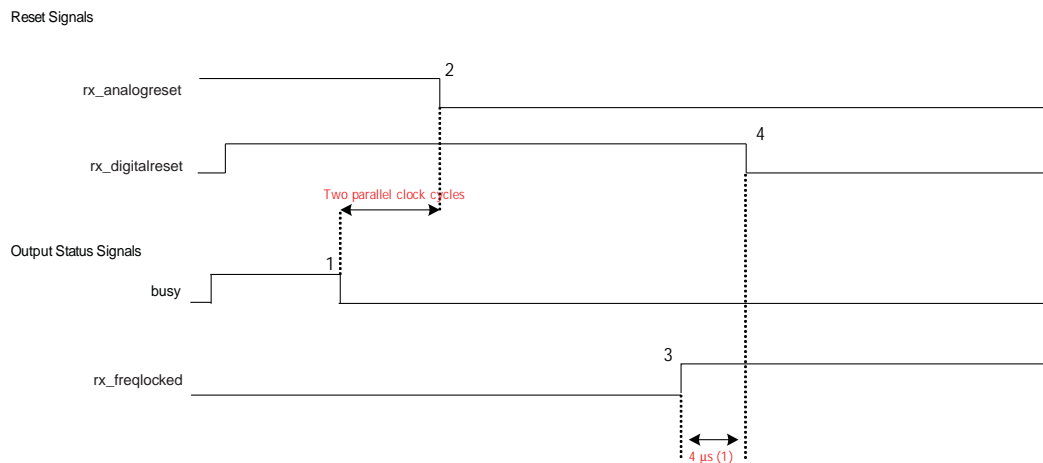 Reset Signals
2
rx_analogreset
4
rx_digitalreset
Two parallel clock cycles
Output Status Signals
1
busy
3
rx_freqlocked
4 µs (1)